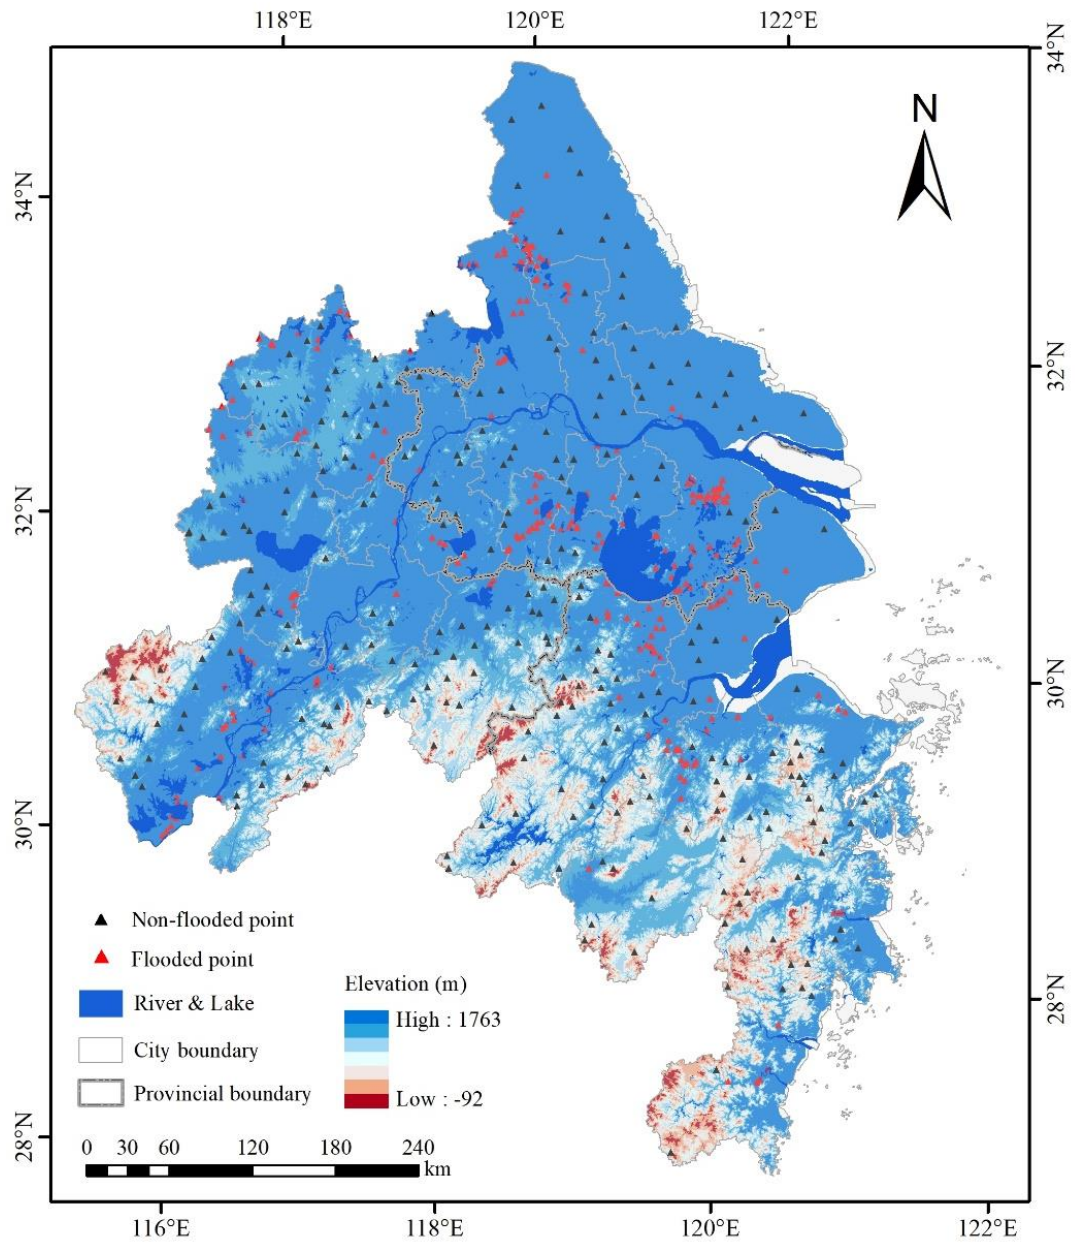 118°E 120°E 122°E
34°N
N
34°N
32°N
32°N
30°N
30°N
Non-flooded point
Flooded point
River & Lake
City boundary
Provincial boundary
Elevation (m)
High : 1763
Low : -92
28°N
28°N
0 30 60 120 180 240
km
116°E 118°E 120°E 122°E